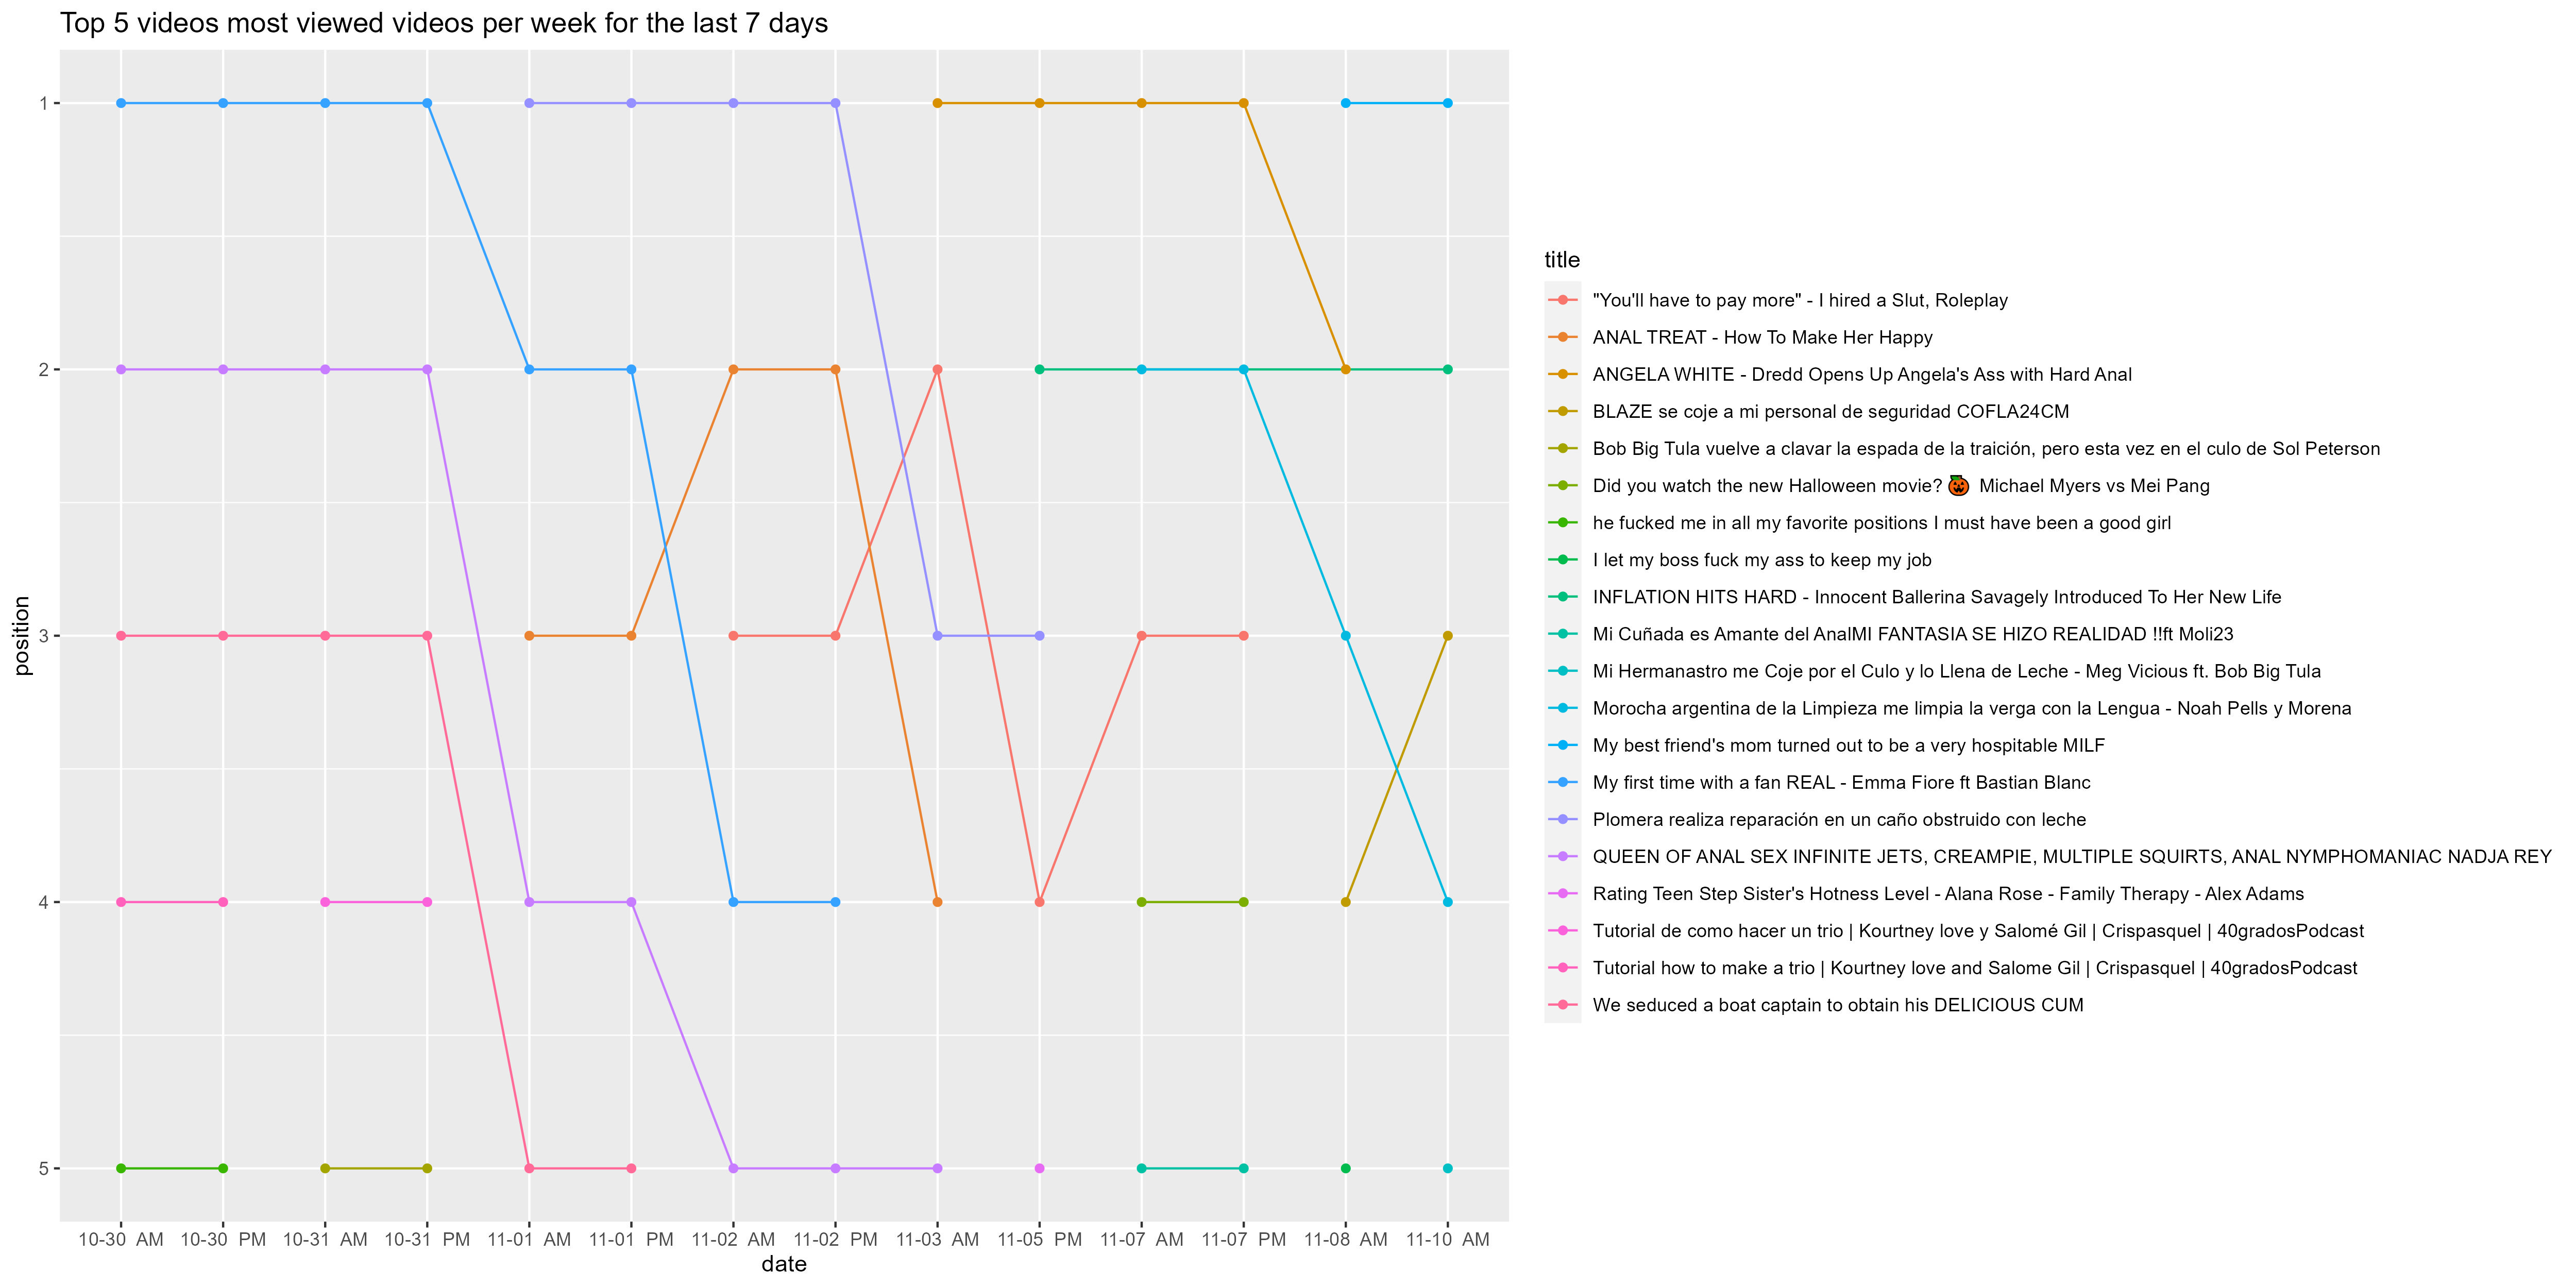 Top 5 videos most viewed videos per week for the last 7 days
1
2
3
4
5
position
10-30 AM
10-30 PM
10-31 AM
10-31 PM
11-01 AM
11-01 PM
11-02 AM
11-02 PM
11-03 AM
11-05 PM
11-07 AM
11-07 PM
11-08 AM
11-10 AM
date
title
"You'll have to pay more" - I hired a Slut, Roleplay
ANAL TREAT - How To Make Her Happy
ANGELA WHITE - Dredd Opens Up Angela's Ass with Hard Anal
BLAZE se coje a mi personal de seguridad COFLA24CM
Bob Big Tula vuelve a clavar la espada de la traición, pero esta vez en el culo de Sol Peterson
Did you watch the new Halloween movie? 🎃 Michael Myers vs Mei Pang
he fucked me in all my favorite positions I must have been a good girl
I let my boss fuck my ass to keep my job
INFLATION HITS HARD - Innocent Ballerina Savagely Introduced To Her New Life
Mi Cuñada es Amante del AnalMI FANTASIA SE HIZO REALIDAD !!ft Moli23
Mi Hermanastro me Coje por el Culo y lo Llena de Leche - Meg Vicious ft. Bob Big Tula
Morocha argentina de la Limpieza me limpia la verga con la Lengua - Noah Pells y Morena
My best friend's mom turned out to be a very hospitable MILF
My first time with a fan REAL - Emma Fiore ft Bastian Blanc
Plomera realiza reparación en un caño obstruido con leche
QUEEN OF ANAL SEX INFINITE JETS, CREAMPIE, MULTIPLE SQUIRTS, ANAL NYMPHOMANIAC NADJA REY
Rating Teen Step Sister's Hotness Level - Alana Rose - Family Therapy - Alex Adams
Tutorial de como hacer un trio | Kourtney love y Salomé Gil | Crispasquel | 40gradosPodcast
Tutorial how to make a trio | Kourtney love and Salome Gil | Crispasquel | 40gradosPodcast
We seduced a boat captain to obtain his DELICIOUS CUM